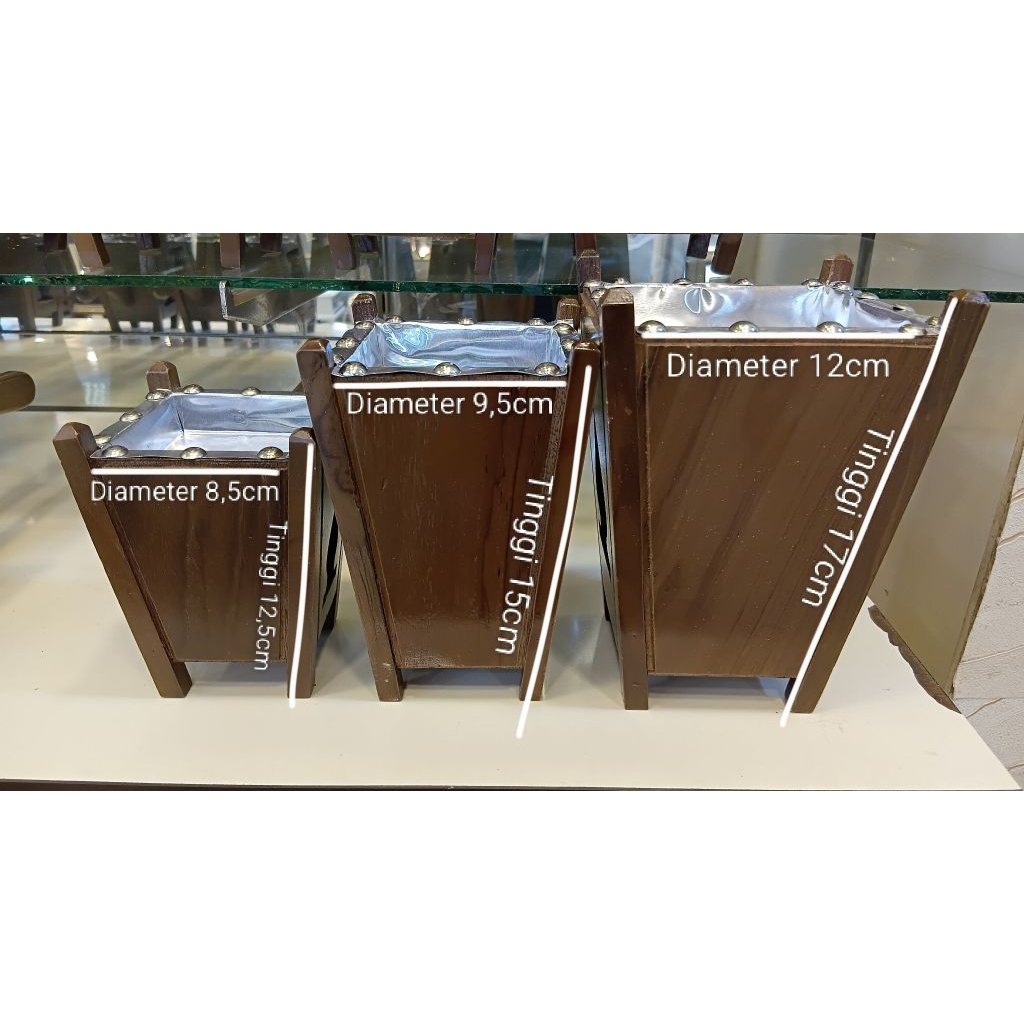 Diameter 8,5cm
Tinggi 12,5cm
Diameter 9,5cm
Tinggi 15cm
Diameter 12cm
Tinggi 17cm